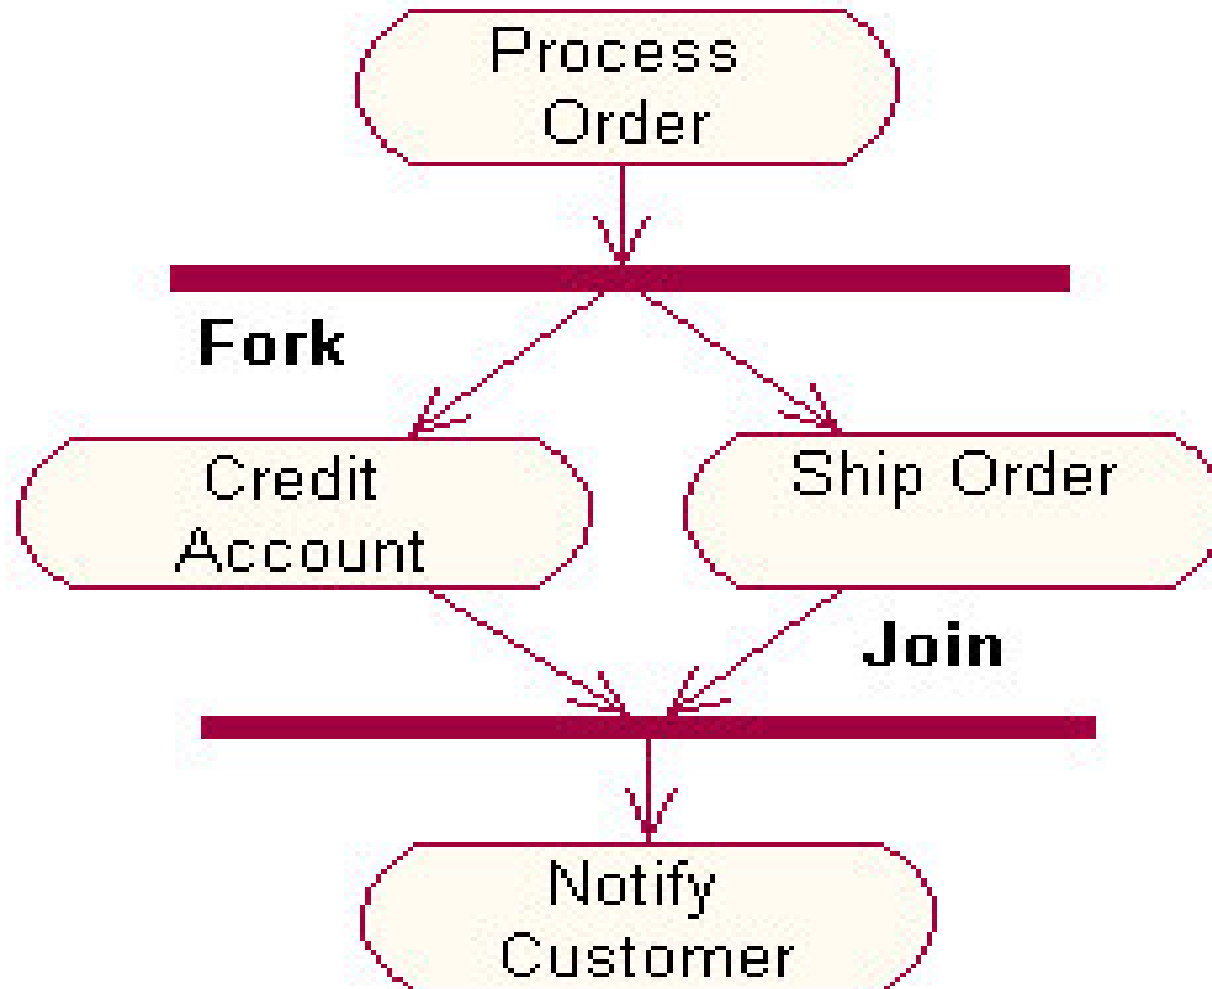 Process
Order
Fork
Credit
Account
Ship Order
Join
Notify
Customer